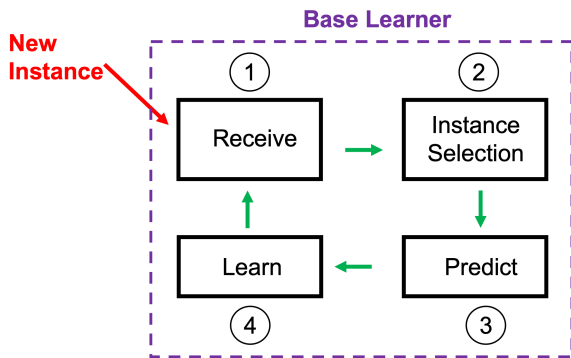 Base Learner
New
Instance
1
2
Receive
Instance
Selection
Learn
Predict
4
3